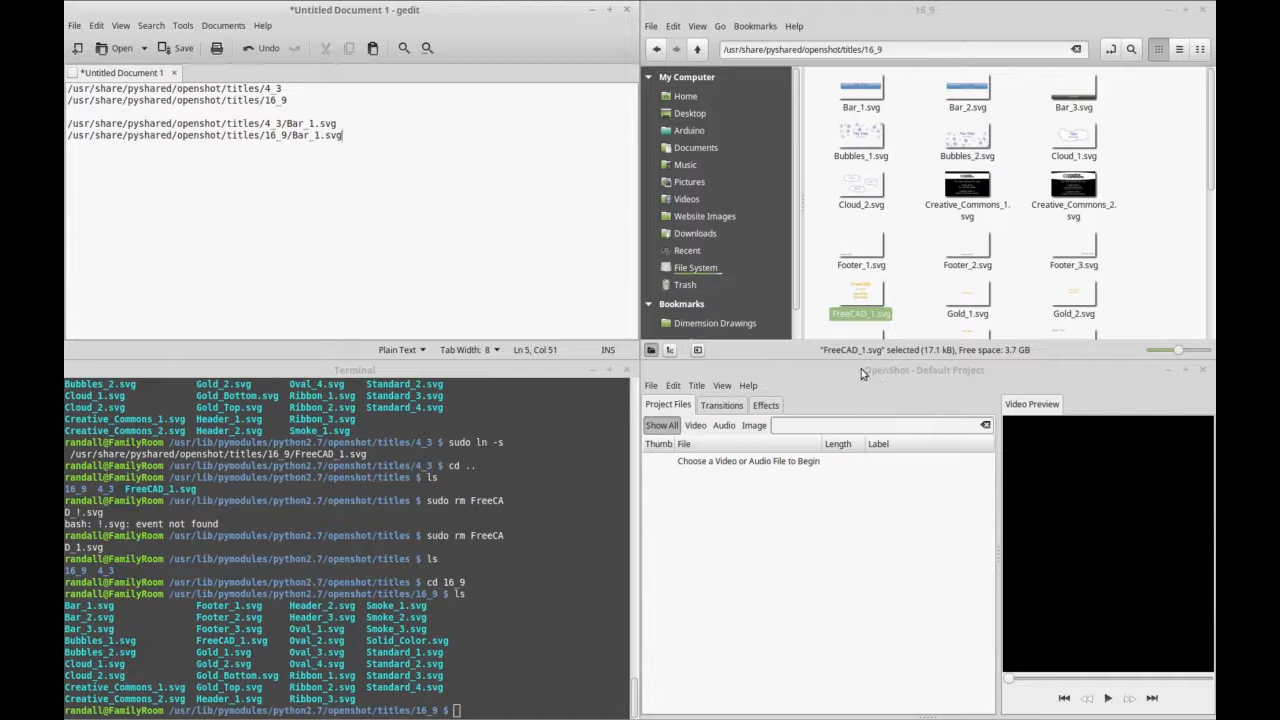 *Untitled Document 1 - gedit
File Edit View Search Tools Documents Help
Open Save Undo
*Untitled Document 1
/usr/share/pyshared/openshot/titles/4_3
/usr/share/pyshared/openshot/titles/16_9
/usr/share/pyshared/openshot/titles/4_3/Bar_1.svg
/usr/share/pyshared/openshot/titles/16_9/Bar_1.svg
Plain Text Tab Width: 8 Ln 5, Col 51 INS
16_9
File Edit View Go Bookmarks Help
/usr/share/pyshared/openshot/titles/16_9
My Computer
Home
Desktop
Arduino
Documents
Music
Pictures
Videos
Website Images
Downloads
Recent
File System
Trash
Bookmarks
Dimemsion Drawings
Bar_1.svg Bar_2.svg Bar_3.svg
Bubbles_1.svg Bubbles_2.svg Cloud_1.svg
Cloud_2.svg Creative_Commons_1. Creative_Commons_2.
svg svg
Footer_1.svg Footer_2.svg Footer_3.svg
FreeCAD_1.svg Gold_1.svg Gold_2.svg
"FreeCAD_1.svg" selected (17.1 kB), Free space: 3.7 GB
Terminal
Bubbles_2.svg Gold_2.svg Oval_4.svg Standard_2.svg
Cloud_1.svg Gold_Bottom.svg Ribbon_1.svg Standard_3.svg
Cloud_2.svg Gold_Top.svg Ribbon_2.svg Standard_4.svg
Creative_Commons_1.svg Header_1.svg Ribbon_3.svg
Creative_Commons_2.svg Header_2.svg Smoke_1.svg
randall@FamilyRoom /usr/lib/pymodules/python2.7/openshot/titles/4_3 $ sudo ln -s
/usr/share/pyshared/openshot/titles/16_9/FreeCAD_1.svg
randall@FamilyRoom /usr/lib/pymodules/python2.7/openshot/titles/4_3 $ cd ..
randall@FamilyRoom /usr/lib/pymodules/python2.7/openshot/titles $ ls
16_9 4_3 FreeCAD_1.svg
randall@FamilyRoom /usr/lib/pymodules/python2.7/openshot/titles $ sudo rm FreeCA
D_!.svg
bash: !.svg: event not found
randall@FamilyRoom /usr/lib/pymodules/python2.7/openshot/titles $ sudo rm FreeCA
D_1.svg
randall@FamilyRoom /usr/lib/pymodules/python2.7/openshot/titles $ ls
16_9 4_3
randall@FamilyRoom /usr/lib/pymodules/python2.7/openshot/titles $ cd 16_9
randall@FamilyRoom /usr/lib/pymodules/python2.7/openshot/titles/16_9 $ ls
Bar_1.svg Footer_1.svg Header_2.svg Smoke_1.svg
Bar_2.svg Footer_2.svg Header_3.svg Smoke_2.svg
Bar_3.svg Footer_3.svg Oval_1.svg Smoke_3.svg
Bubbles_1.svg FreeCAD_1.svg Oval_2.svg Solid_Color.svg
Bubbles_2.svg Gold_1.svg Oval_3.svg Standard_1.svg
Cloud_1.svg Gold_2.svg Oval_4.svg Standard_2.svg
Cloud_2.svg Gold_Bottom.svg Ribbon_1.svg Standard_3.svg
Creative_Commons_1.svg Gold_Top.svg Ribbon_2.svg Standard_4.svg
Creative_Commons_2.svg Header_1.svg Ribbon_3.svg
randall@FamilyRoom /usr/lib/pymodules/python2.7/openshot/titles/16_9 $
OpenShot - Default Project
File Edit Title View Help
Project Files Transitions Effects
Show All Video Audio Image
Thumb File Length Label
Choose a Video or Audio File to Begin
Video Preview